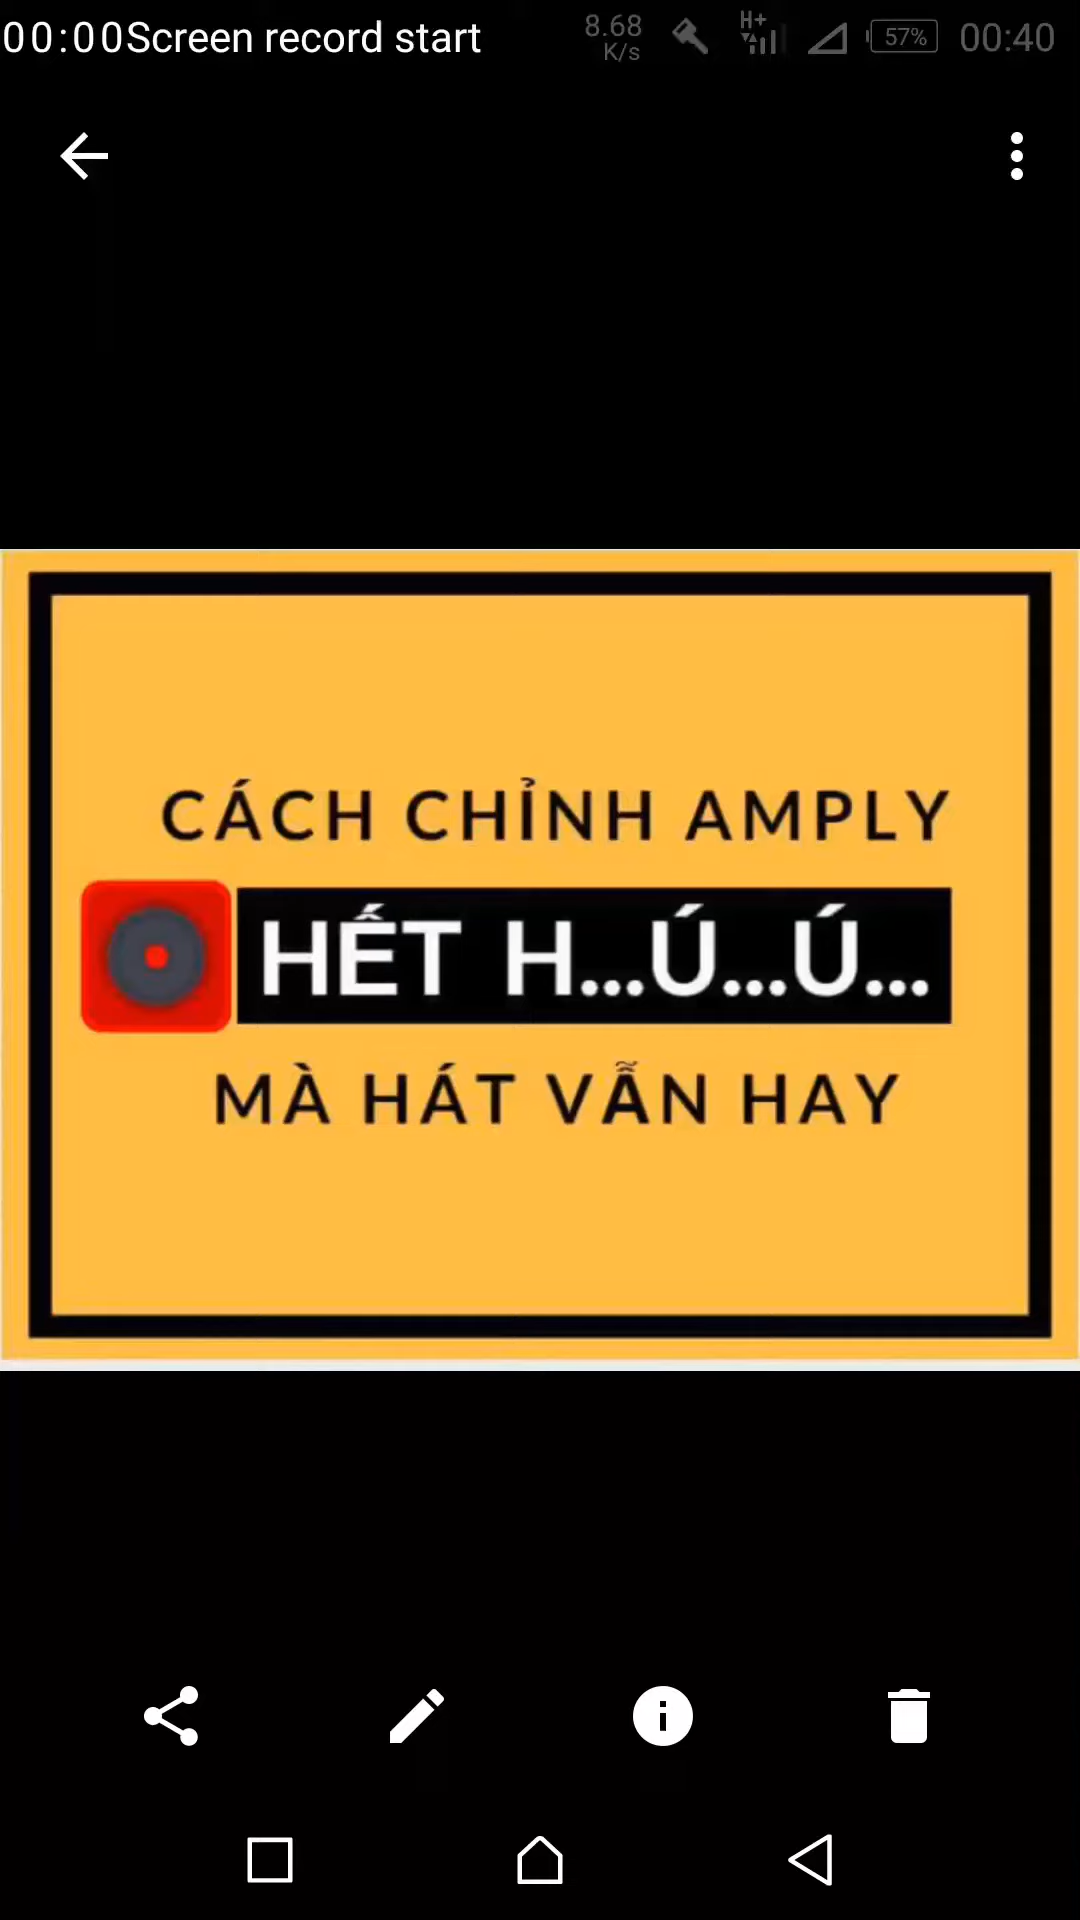 00:00Screen record start
8.68 K/s
H+
57%
00:40
CÁCH CHỈNH AMPLY
HẾT H...Ú...Ú...
MÀ HÁT VẪN HAY